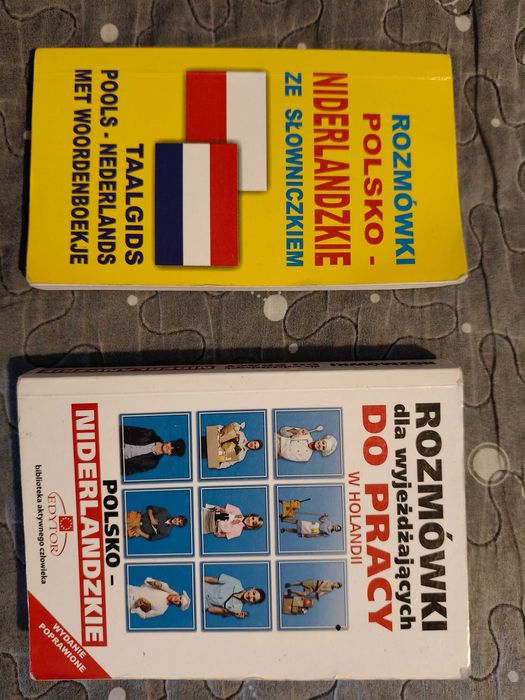 ROZMÓWKI
POLSKO -
NIDERLANDZKIE
ZE SŁOWNICZKIEM
TAALGIDS
POOLS - NEDERLANDS
MET WOORDENBOEKJE
ROZMÓWKI
dla wyjeżdżających
DO PRACY
W HOLANDII
POLSKO -
NIDERLANDZKIE
EDYTOR
biblioteka aktywnego człowieka
WYDANIE
POPRAWIONE